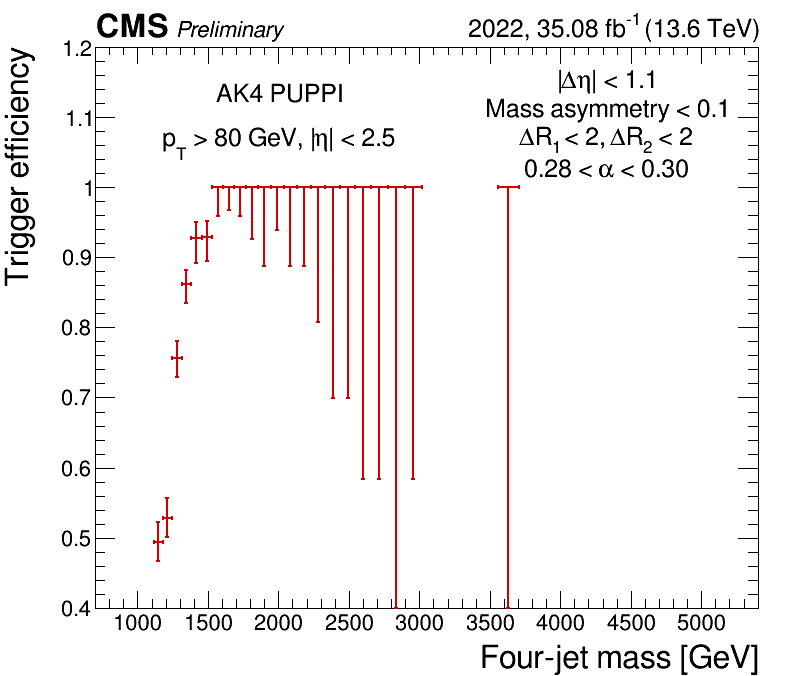 CMS Preliminary 2022, 35.08 fb⁻¹ (13.6 TeV)
Trigger efficiency
1.2
1.1
1
0.9
0.8
0.7
0.6
0.5
0.4
AK4 PUPPI
p_T > 80 GeV, |η| < 2.5
|Δη| < 1.1
Mass asymmetry < 0.1
ΔR₁ < 2, ΔR₂ < 2
0.28 < α < 0.30
1000 1500 2000 2500 3000 3500 4000 4500 5000
Four-jet mass [GeV]